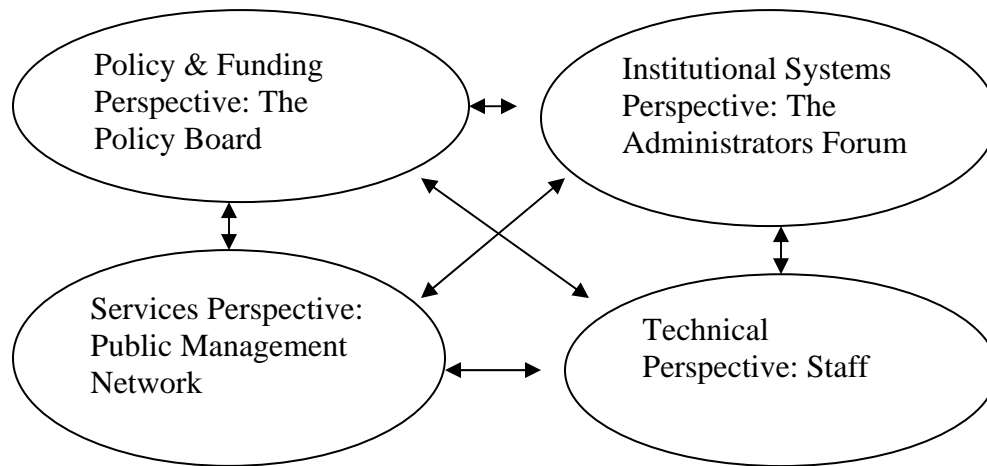 Policy & Funding
Perspective: The
Policy Board
Institutional Systems
Perspective: The
Administrators Forum
Services Perspective:
Public Management
Network
Technical
Perspective: Staff